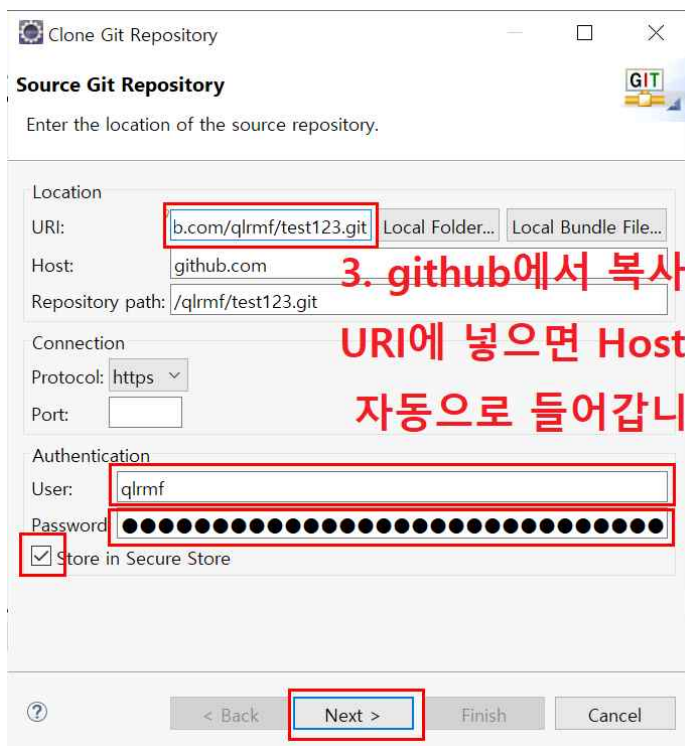 Clone Git Repository
Source Git Repository
GIT
Enter the location of the source repository.
Location
URI: b.com/qlrmf/test123.git Local Folder... Local Bundle File...
Host: github.com
3. github에서 복사
Repository path: /qlrmf/test123.git
URI에 넣으면 Host
Connection
Protocol: https
자동으로 들어갑니
Port:
Authentication
User: qlrmf
Password ●●●●●●●●●●●●●●●●●●●●●●●●●●●●●●
Store in Secure Store
? < Back Next > Finish Cancel